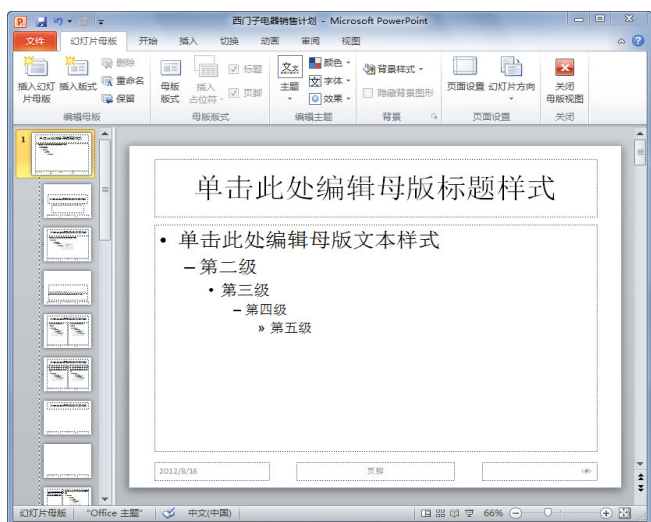 西门子电器销售计划 - Microsoft PowerPoint
文件 幻灯片母版 开始 插入 切换 动画 审阅 视图
插入幻灯片母版 插入版式 删除 重命名 保留
编辑母版
母版版式 插入占位符 标题 页脚
母版版式
主题 颜色 字体 效果
编辑主题
背景样式 隐藏背景图形
背景
页面设置 幻灯片方向
页面设置
关闭母版视图
关闭
1
单击此处编辑母版标题样式
• 单击此处编辑母版文本样式
– 第二级
• 第三级
– 第四级
» 第五级
2012/8/16 页脚 ‹#›
幻灯片母版 "Office 主题" 中文(中国) 66%